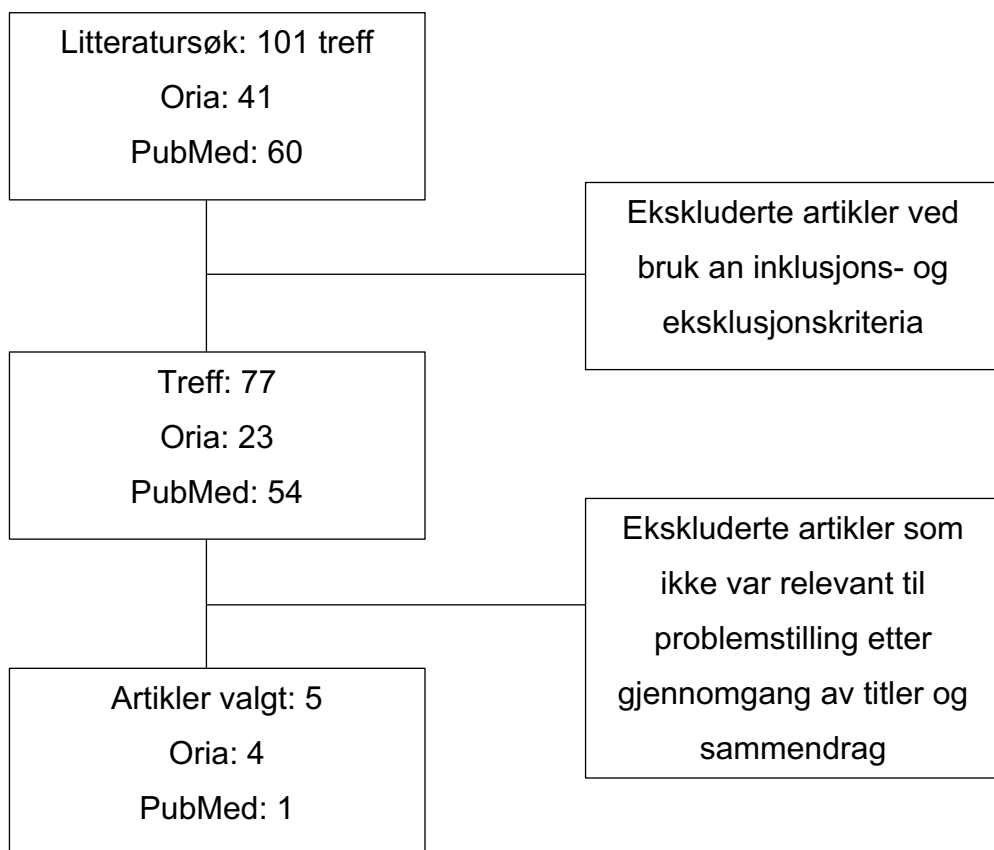 Litteratursøk: 101 treff
Oria: 41
PubMed: 60
Ekskluderte artikler ved
bruk an inklusjons- og
eksklusjonskriteria
Treff: 77
Oria: 23
PubMed: 54
Ekskluderte artikler som
ikke var relevant til
problemstilling etter
gjennomgang av titler og
sammendrag
Artikler valgt: 5
Oria: 4
PubMed: 1